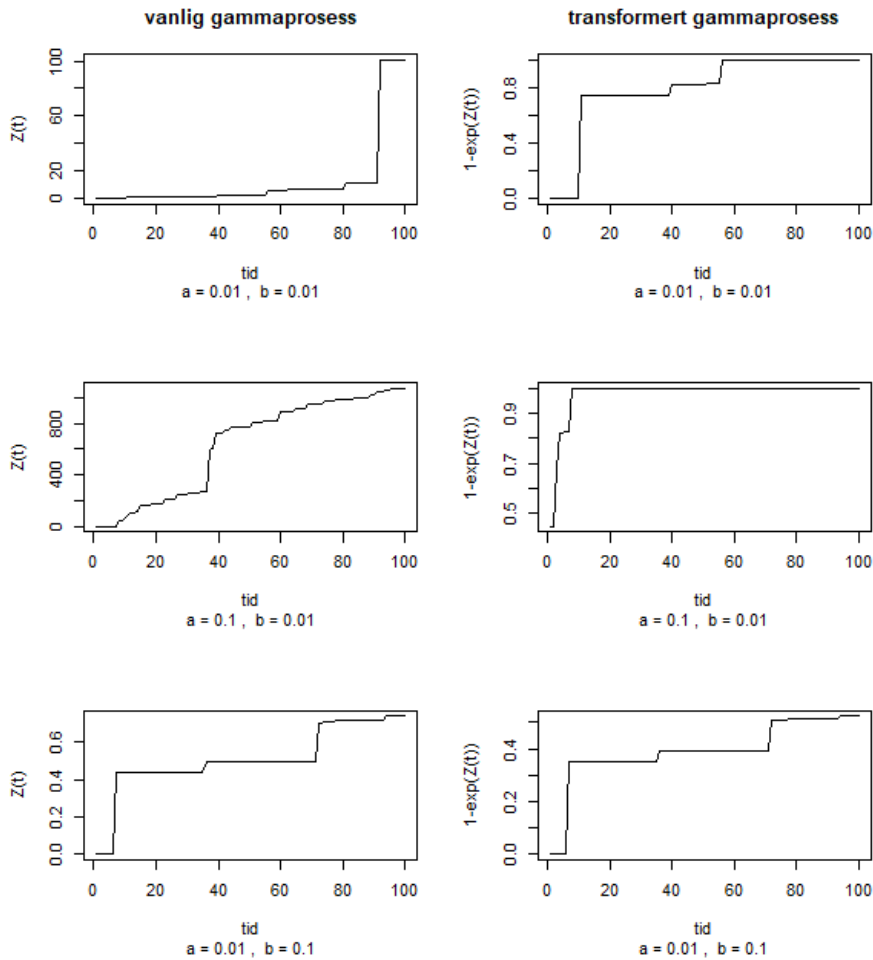 vanlig gammaprosess
Z(t)
100
60
20
0
0 20 40 60 80 100
tid
a = 0.01 , b = 0.01
transformert gammaprosess
1-exp(Z(t))
0.8
0.4
0.0
0 20 40 60 80 100
tid
a = 0.01 , b = 0.01
Z(t)
800
400
0
0 20 40 60 80 100
tid
a = 0.1 , b = 0.01
1-exp(Z(t))
0.9
0.7
0.5
0 20 40 60 80 100
tid
a = 0.1 , b = 0.01
Z(t)
0.6
0.4
0.2
0.0
0 20 40 60 80 100
tid
a = 0.01 , b = 0.1
1-exp(Z(t))
0.4
0.2
0.0
0 20 40 60 80 100
tid
a = 0.01 , b = 0.1